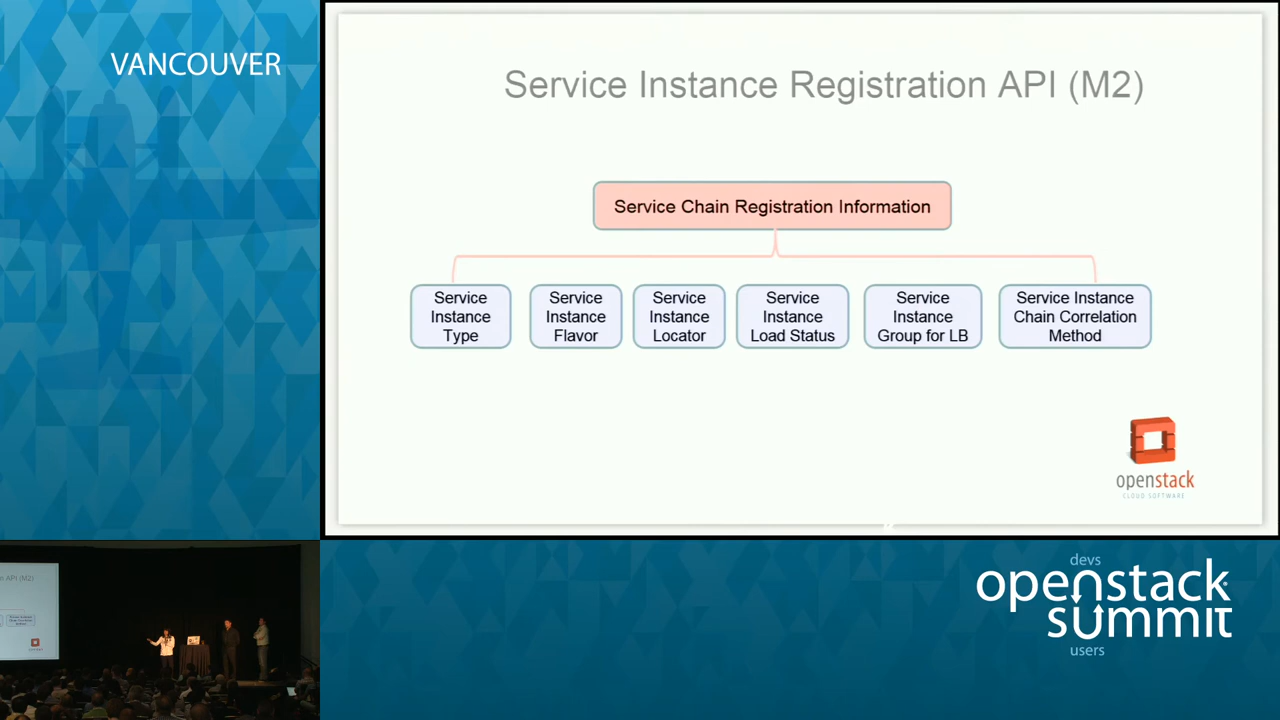 VANCOUVER
Service Instance Registration API (M2)
Service Chain Registration Information
Service
Instance
Type
Service
Instance
Flavor
Service
Instance
Locator
Service
Instance
Load Status
Service
Instance
Group for LB
Service Instance
Chain Correlation
Method
openstack
CLOUD SOFTWARE
n API (M2)
devs
openstack
summit
users